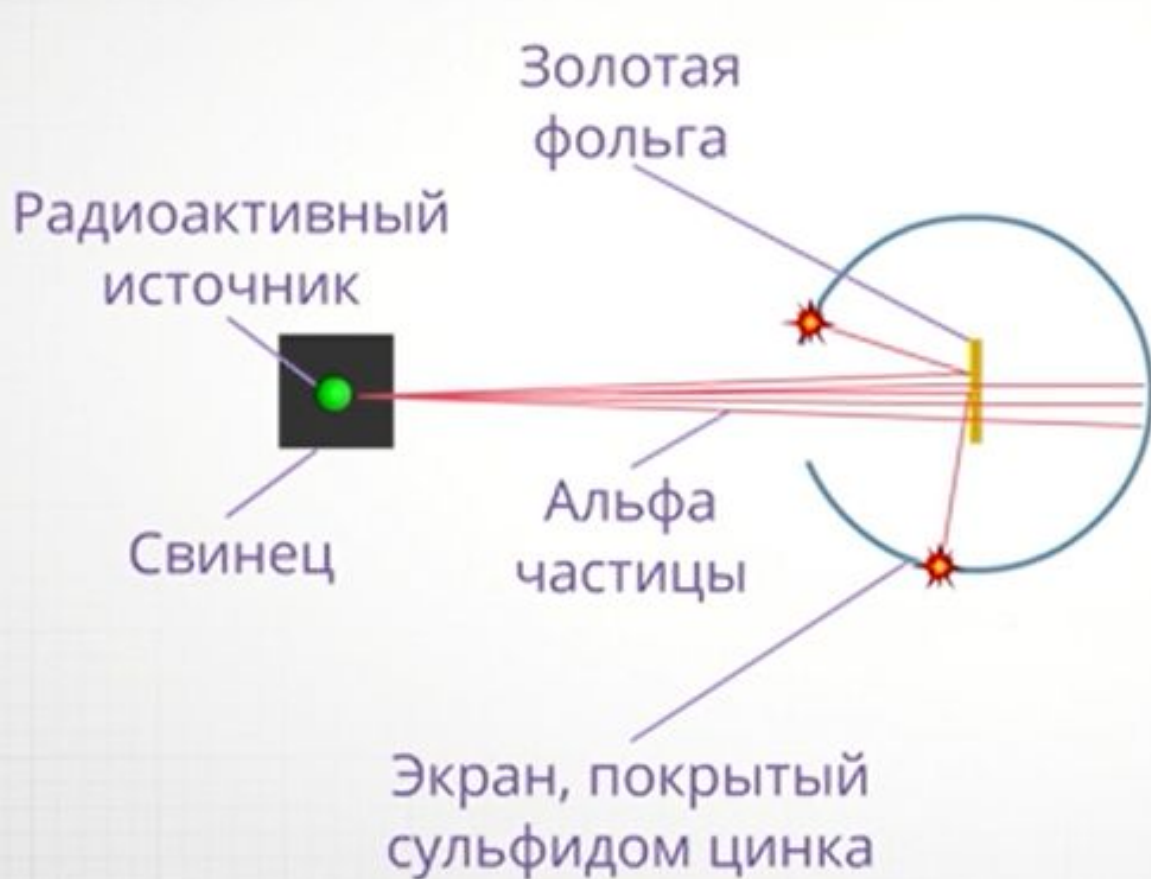 Золотая
фольга
Радиоактивный
источник
Свинец
Альфа
частицы
Экран, покрытый
сульфидом цинка